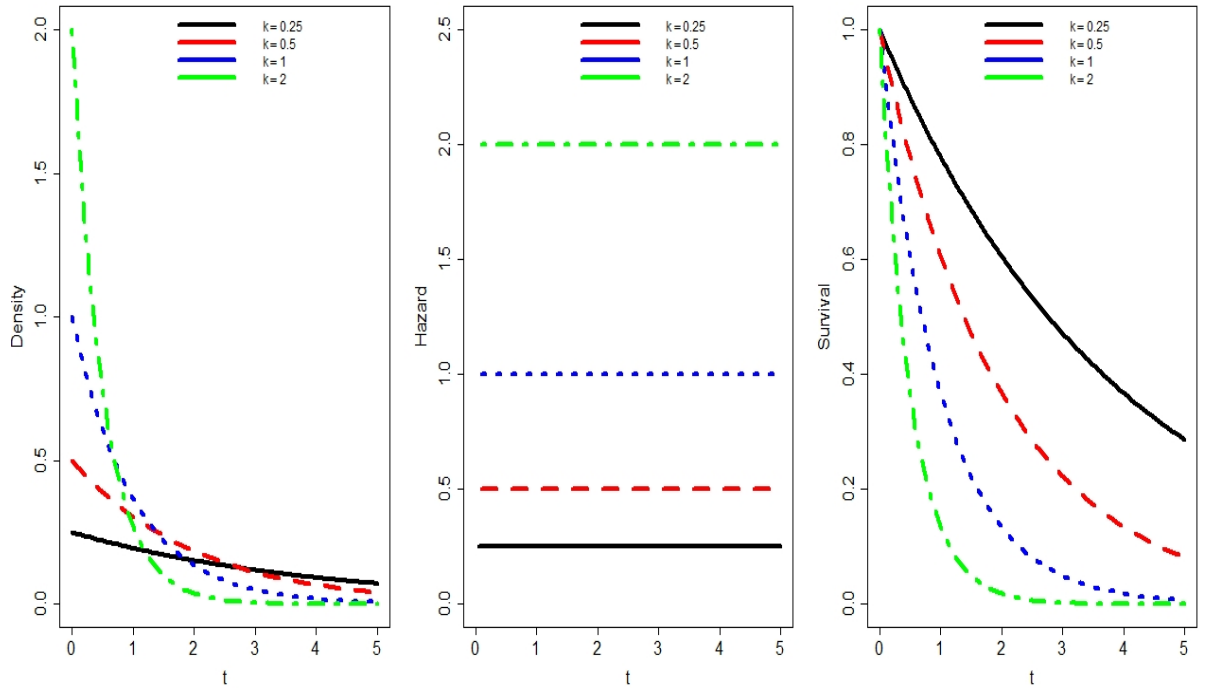 k = 0.25
k = 0.5
k = 1
k = 2
Density
2.0
1.5
1.0
0.5
0.0
0 1 2 3 4 5
t
k = 0.25
k = 0.5
k = 1
k = 2
Hazard
2.5
2.0
1.5
1.0
0.5
0.0
0 1 2 3 4 5
t
k = 0.25
k = 0.5
k = 1
k = 2
Survival
1.0
0.8
0.6
0.4
0.2
0.0
0 1 2 3 4 5
t